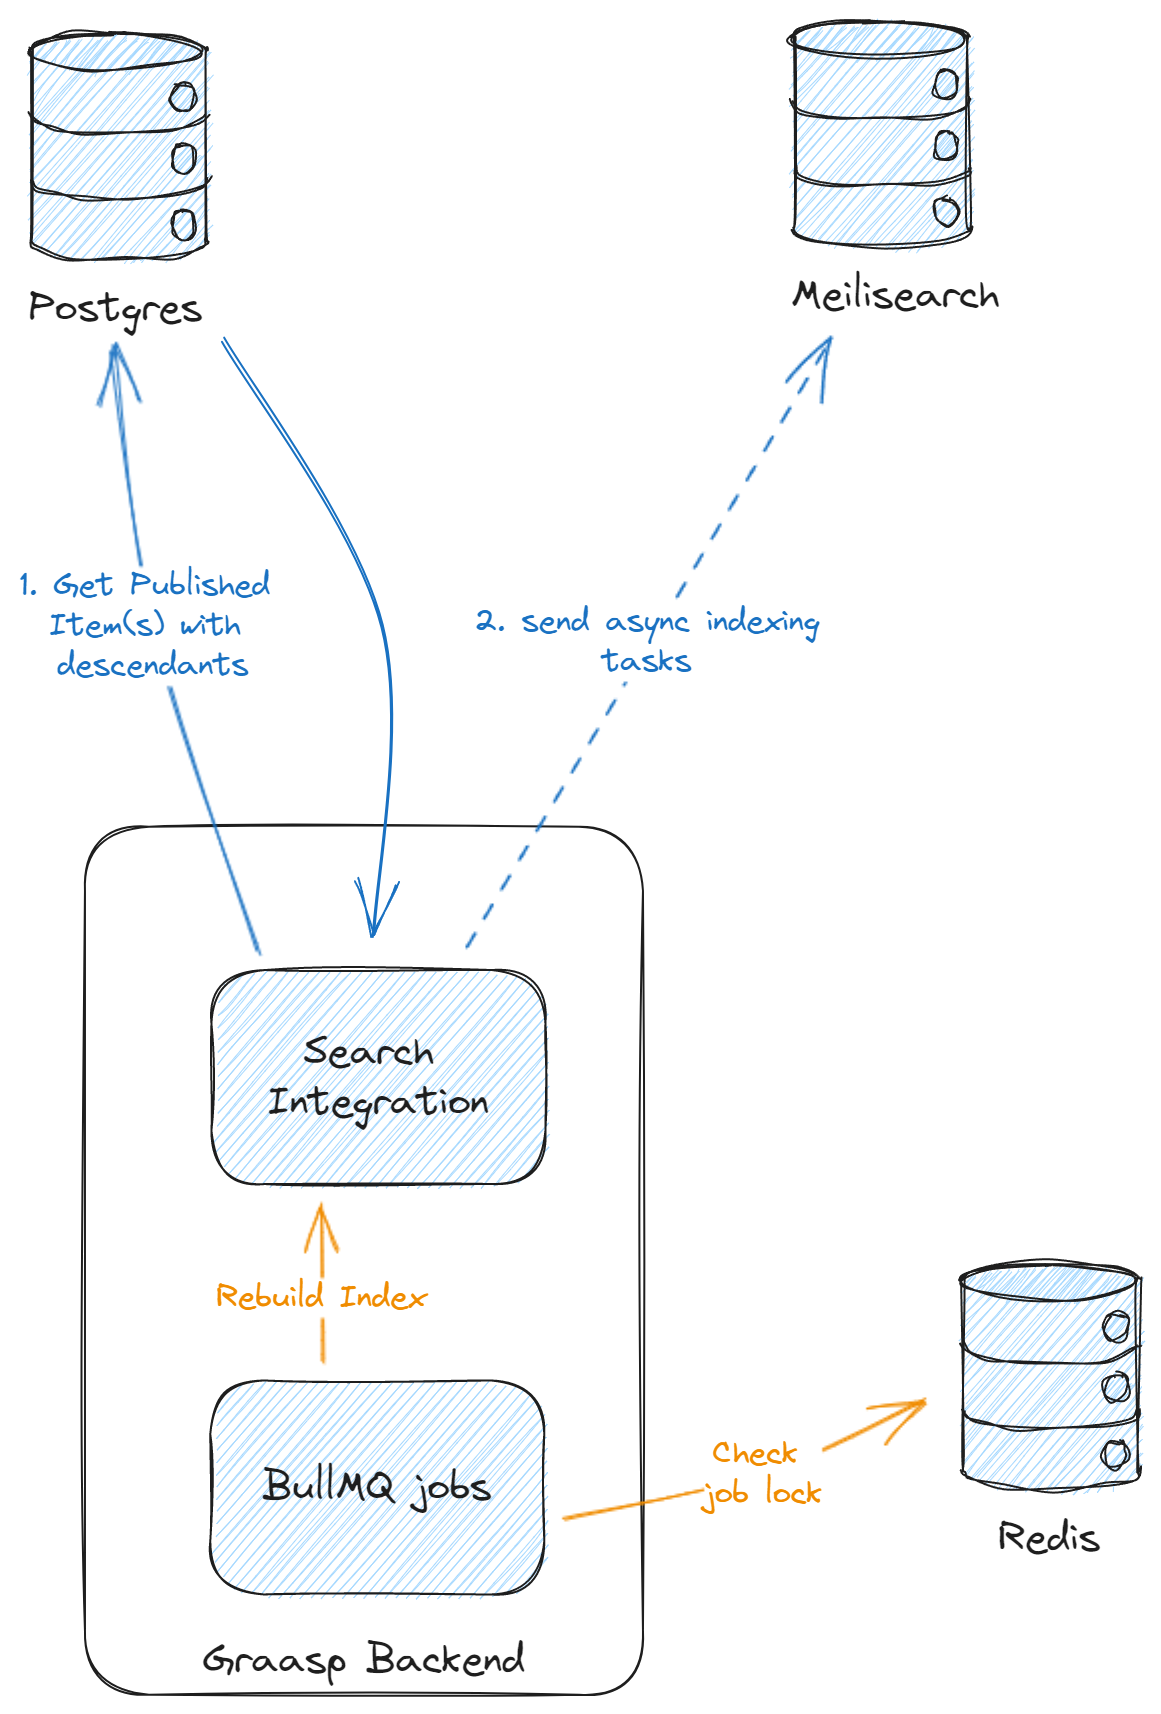 Postgres
Meilisearch
1. Get Published
Item(s) with
descendants
2. send async indexing
tasks
Search
Integration
Rebuild Index
BullMQ jobs
Check
job lock
Redis
Graasp Backend